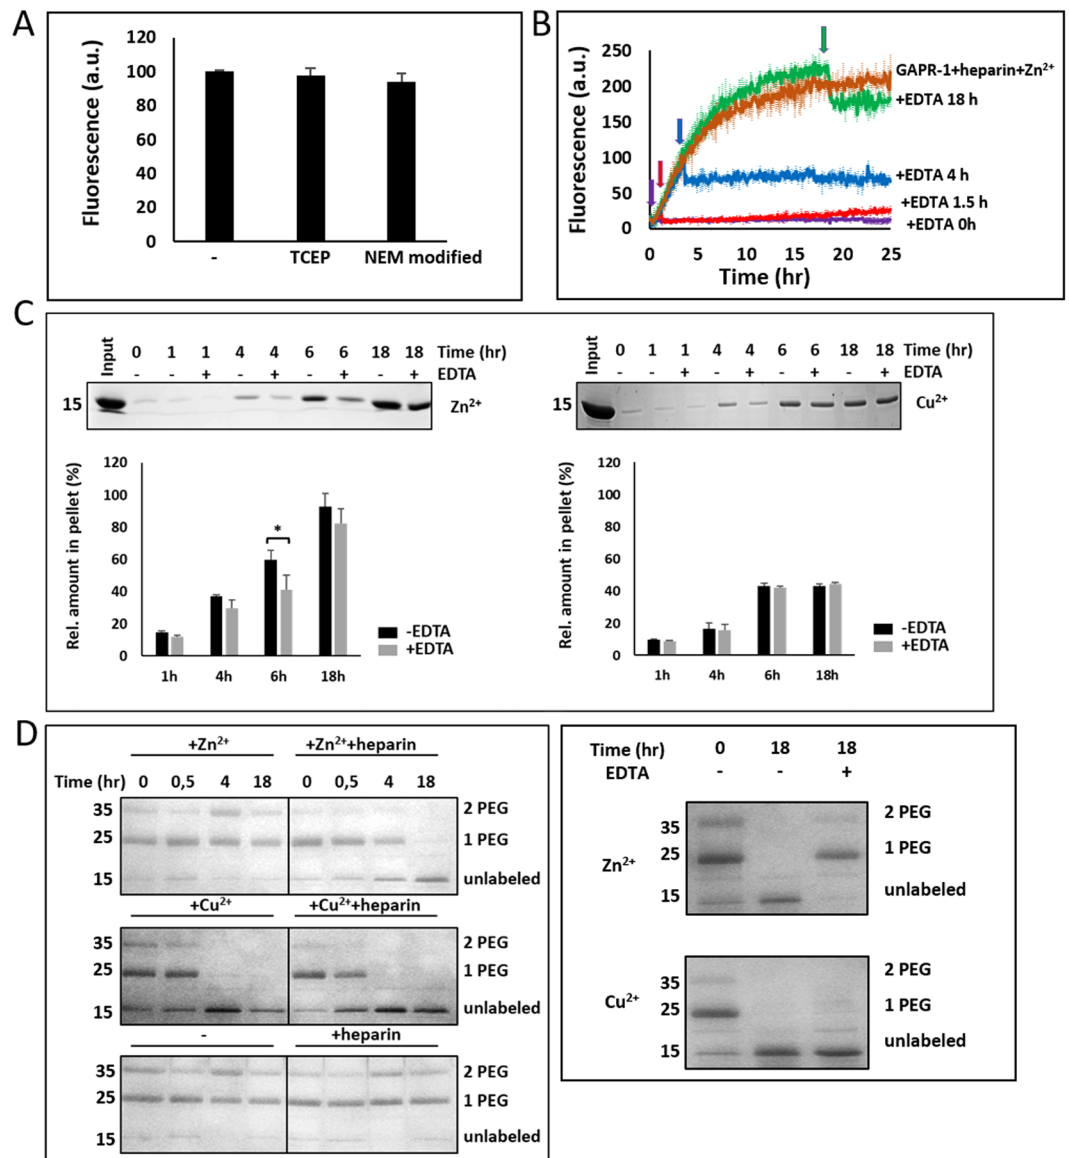 A
Fluorescence (a.u.)
120
100
80
60
40
20
0
- TCEP NEM modified
B
Fluorescence (a.u.)
250
200
150
100
50
0
0 5 10 15 20 25
Time (hr)
GAPR-1+heparin+Zn²⁺
+EDTA 18 h
+EDTA 4 h
+EDTA 1.5 h
+EDTA 0h
C
Input 0 1 1 4 4 6 6 18 18 Time (hr)
- - + - + - + - + EDTA
15 Zn²⁺
Rel. amount in pellet (%)
120
100
80
60
40
20
0
*
1h 4h 6h 18h
-EDTA
+EDTA
Input 0 1 1 4 4 6 6 18 18 Time (hr)
- - + - + - + - + EDTA
15 Cu²⁺
Rel. amount in pellet (%)
120
100
80
60
40
20
0
1h 4h 6h 18h
-EDTA
+EDTA
D
+Zn²⁺ +Zn²⁺+heparin
Time (hr) 0 0,5 4 18 0 0,5 4 18
35 2 PEG
25 1 PEG
15 unlabeled
+Cu²⁺ +Cu²⁺+heparin
35 2 PEG
25 1 PEG
15 unlabeled
- +heparin
35 2 PEG
25 1 PEG
15 unlabeled
Time (hr) 0 18 18
EDTA - - +
Zn²⁺
35 2 PEG
25 1 PEG
15 unlabeled
Cu²⁺
35 2 PEG
25 1 PEG
15 unlabeled